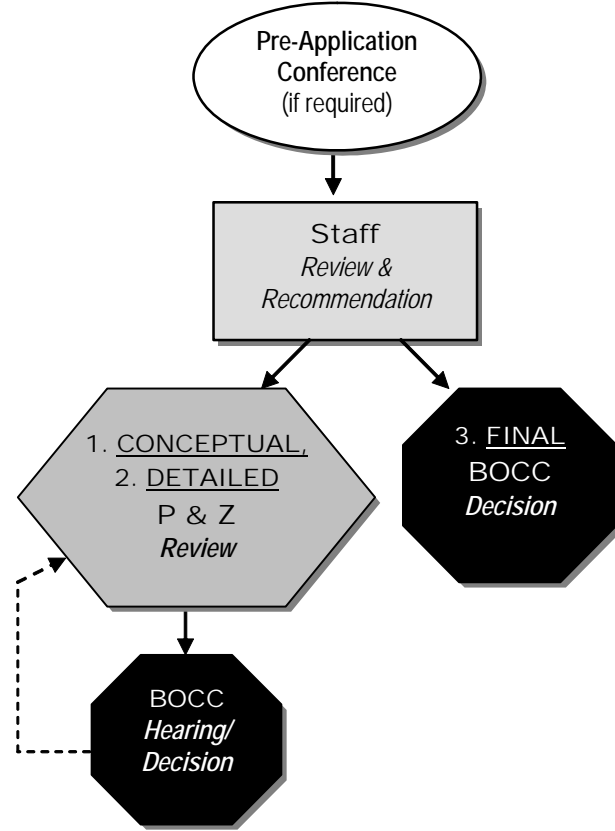 Pre-Application
Conference
(if required)
Staff
Review &
Recommendation
1. CONCEPTUAL,
2. DETAILED
P & Z
Review
3. FINAL
BOCC
Decision
BOCC
Hearing/
Decision